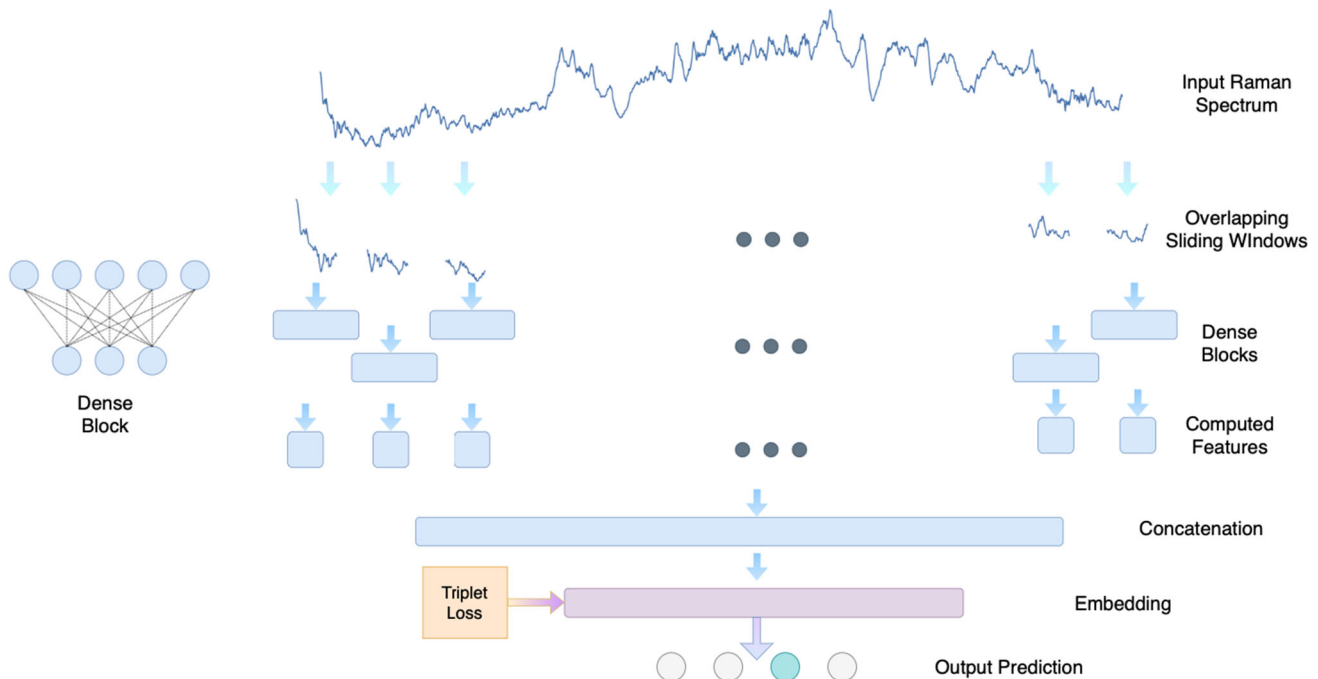 Input Raman
Spectrum
Overlapping
Sliding WIndows
Dense
Blocks
Dense
Block
Computed
Features
Concatenation
Triplet
Loss
Embedding
Output Prediction